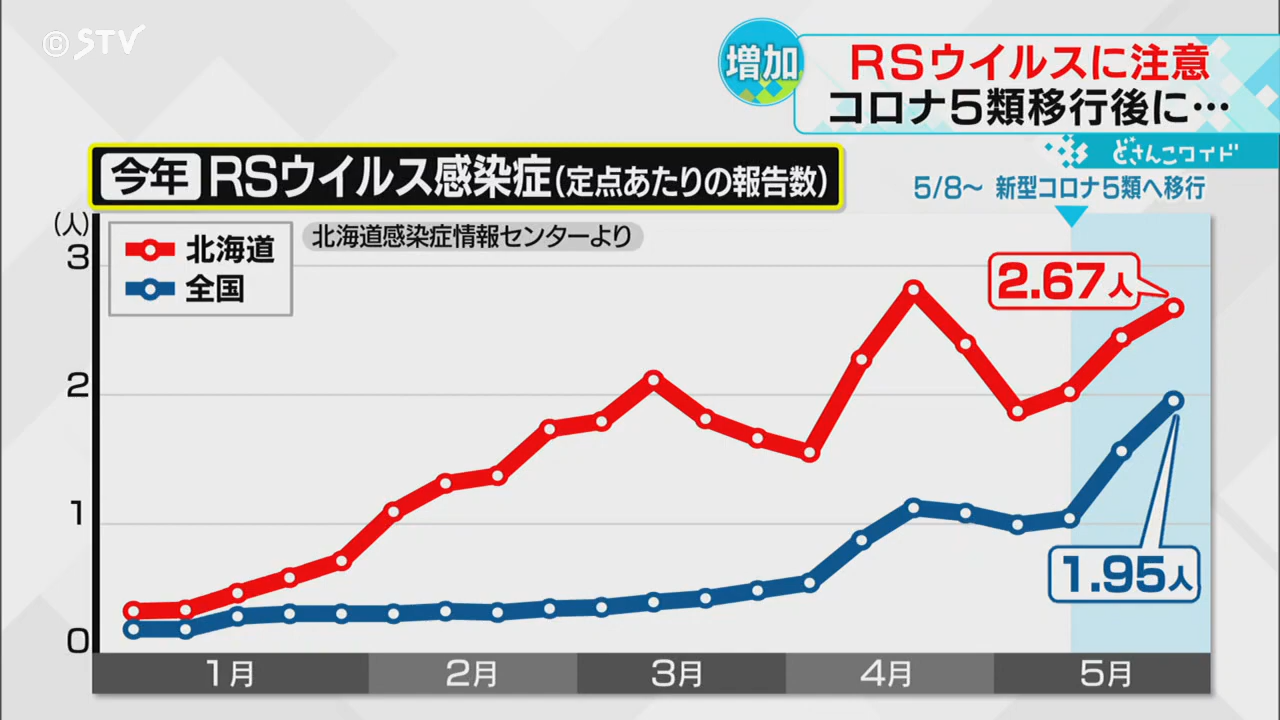 © STV
増加
RSウイルスに注意
コロナ5類移行後に…
どさんこワイド
今年 RSウイルス感染症(定点あたりの報告数)
5/8〜 新型コロナ5類へ移行
(人)
北海道
全国
北海道感染症情報センターより
3
2
1
0
2.67人
1.95人
1月 2月 3月 4月 5月